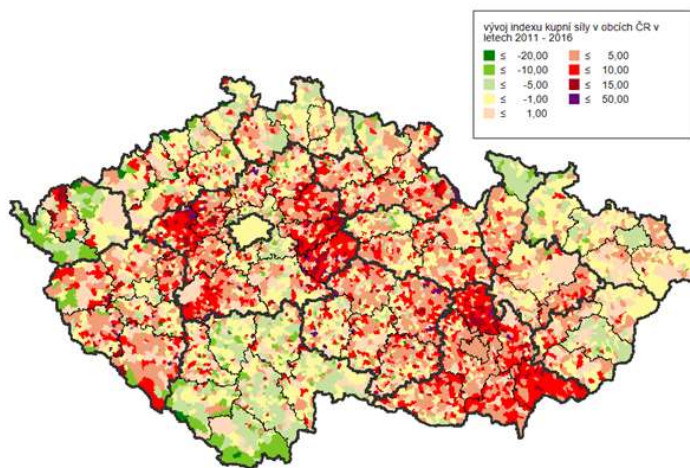 vývoj indexu kupní síly v obcích ČR v
letech 2011 - 2016
≤ -20,00 ≤ 5,00
≤ -10,00 ≤ 10,00
≤ -5,00 ≤ 15,00
≤ -1,00 ≤ 50,00
≤ 1,00